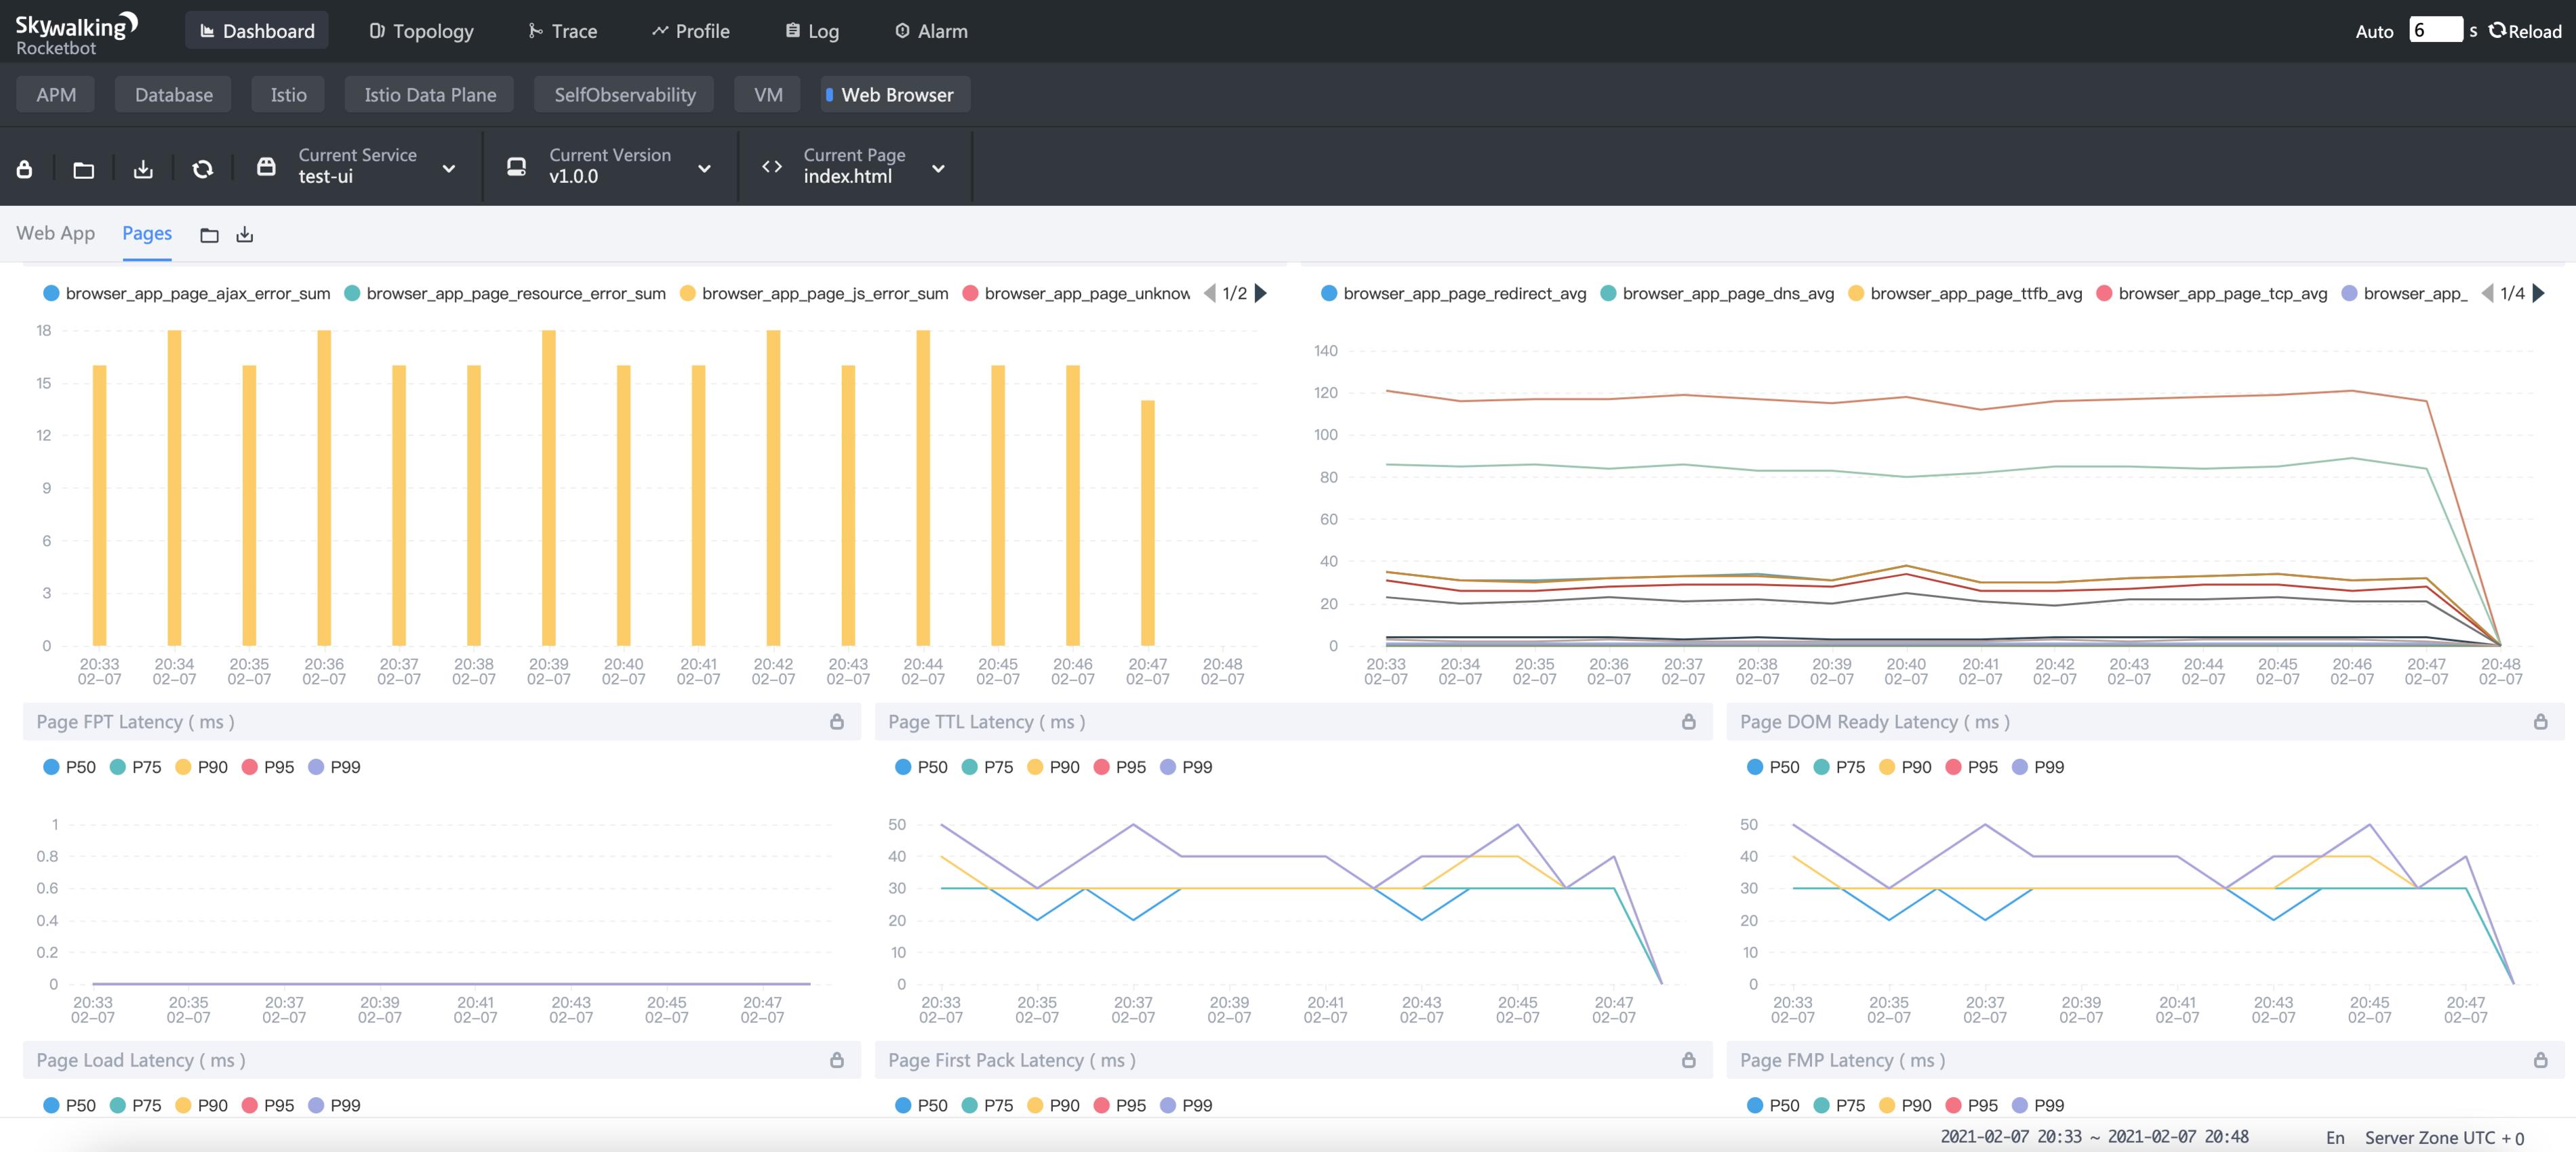 Skywalking
Rocketbot
Dashboard Topology Trace Profile Log Alarm
Auto 6 s Reload
APM Database Istio Istio Data Plane SelfObservability VM Web Browser
Current Service
test-ui
Current Version
v1.0.0
Current Page
index.html
Web App Pages
browser_app_page_ajax_error_sum browser_app_page_resource_error_sum browser_app_page_js_error_sum browser_app_page_unknow 1/2
18
15
12
9
6
3
0
20:33 20:34 20:35 20:36 20:37 20:38 20:39 20:40 20:41 20:42 20:43 20:44 20:45 20:46 20:47 20:48
02-07 02-07 02-07 02-07 02-07 02-07 02-07 02-07 02-07 02-07 02-07 02-07 02-07 02-07 02-07 02-07
browser_app_page_redirect_avg browser_app_page_dns_avg browser_app_page_ttfb_avg browser_app_page_tcp_avg browser_app_ 1/4
140
120
100
80
60
40
20
0
20:33 20:34 20:35 20:36 20:37 20:38 20:39 20:40 20:41 20:42 20:43 20:44 20:45 20:46 20:47 20:48
02-07 02-07 02-07 02-07 02-07 02-07 02-07 02-07 02-07 02-07 02-07 02-07 02-07 02-07 02-07 02-07
Page FPT Latency ( ms )
P50 P75 P90 P95 P99
1
0.8
0.6
0.4
0.2
0
20:33 20:35 20:37 20:39 20:41 20:43 20:45 20:47
02-07 02-07 02-07 02-07 02-07 02-07 02-07 02-07
Page TTL Latency ( ms )
P50 P75 P90 P95 P99
50
40
30
20
10
0
20:33 20:35 20:37 20:39 20:41 20:43 20:45 20:47
02-07 02-07 02-07 02-07 02-07 02-07 02-07 02-07
Page DOM Ready Latency ( ms )
P50 P75 P90 P95 P99
50
40
30
20
10
0
20:33 20:35 20:37 20:39 20:41 20:43 20:45 20:47
02-07 02-07 02-07 02-07 02-07 02-07 02-07 02-07
Page Load Latency ( ms )
P50 P75 P90 P95 P99
Page First Pack Latency ( ms )
P50 P75 P90 P95 P99
Page FMP Latency ( ms )
P50 P75 P90 P95 P99
2021-02-07 20:33 ~ 2021-02-07 20:48 En Server Zone UTC + 0